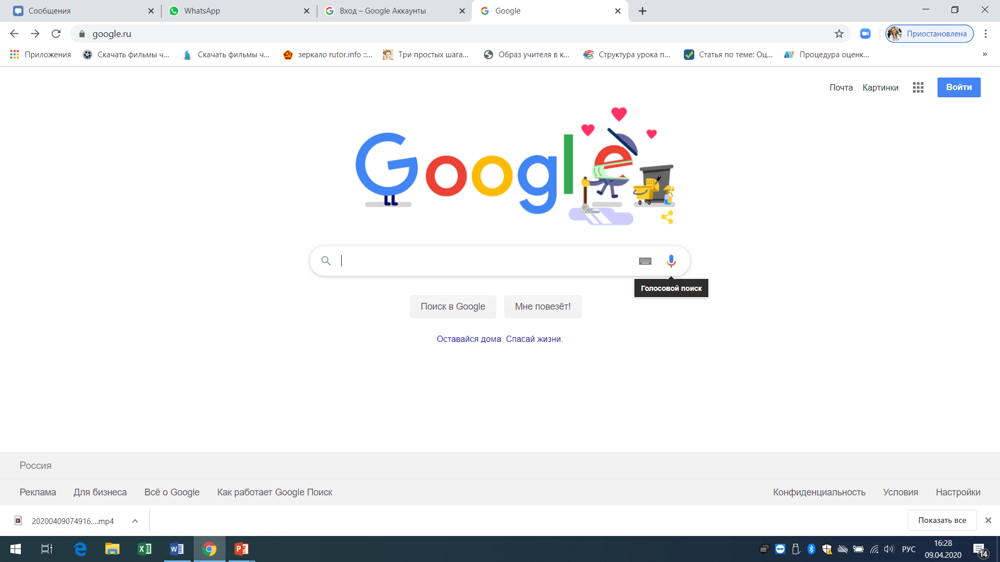 Сообщения
WhatsApp
Вход – Google Аккаунты
Google
google.ru
Приостановлена
Приложения
Скачать фильмы ч...
Скачать фильмы ч...
зеркало rutor.info ::...
Три простых шага...
Образ учителя в к...
Структура урока п...
Статья по теме: Оц...
Процедура оценк...
»
Почта
Картинки
Войти
Google
Голосовой поиск
Поиск в Google
Мне повезёт!
Оставайся дома. Спасай жизни.
Россия
Реклама
Для бизнеса
Всё о Google
Как работает Google Поиск
Конфиденциальность
Условия
Настройки
20200409074916....mp4
Показать все
РУС
16:28
09.04.2020
14